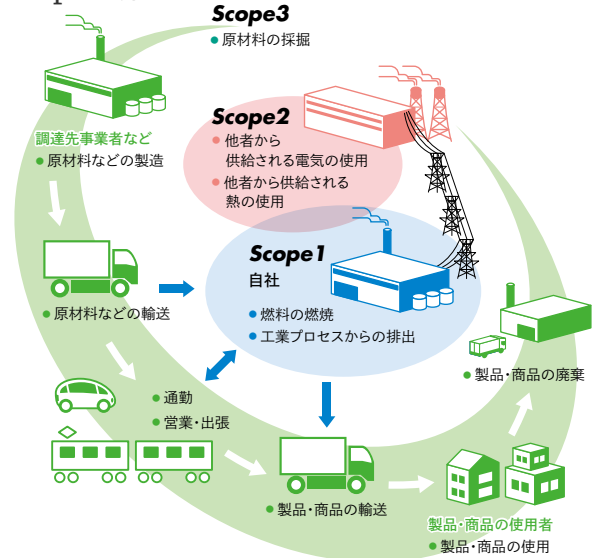 Scope3
● 原材料の採掘
調達先事業者など
● 原材料などの製造
Scope2
● 他者から
供給される電気の使用
● 他者から供給される
熱の使用
Scope1
自社
● 燃料の燃焼
● 工業プロセスからの排出
● 原材料などの輸送
● 通勤
● 営業・出張
● 製品・商品の輸送
製品・商品の使用者
● 製品・商品の使用
● 製品・商品の廃棄